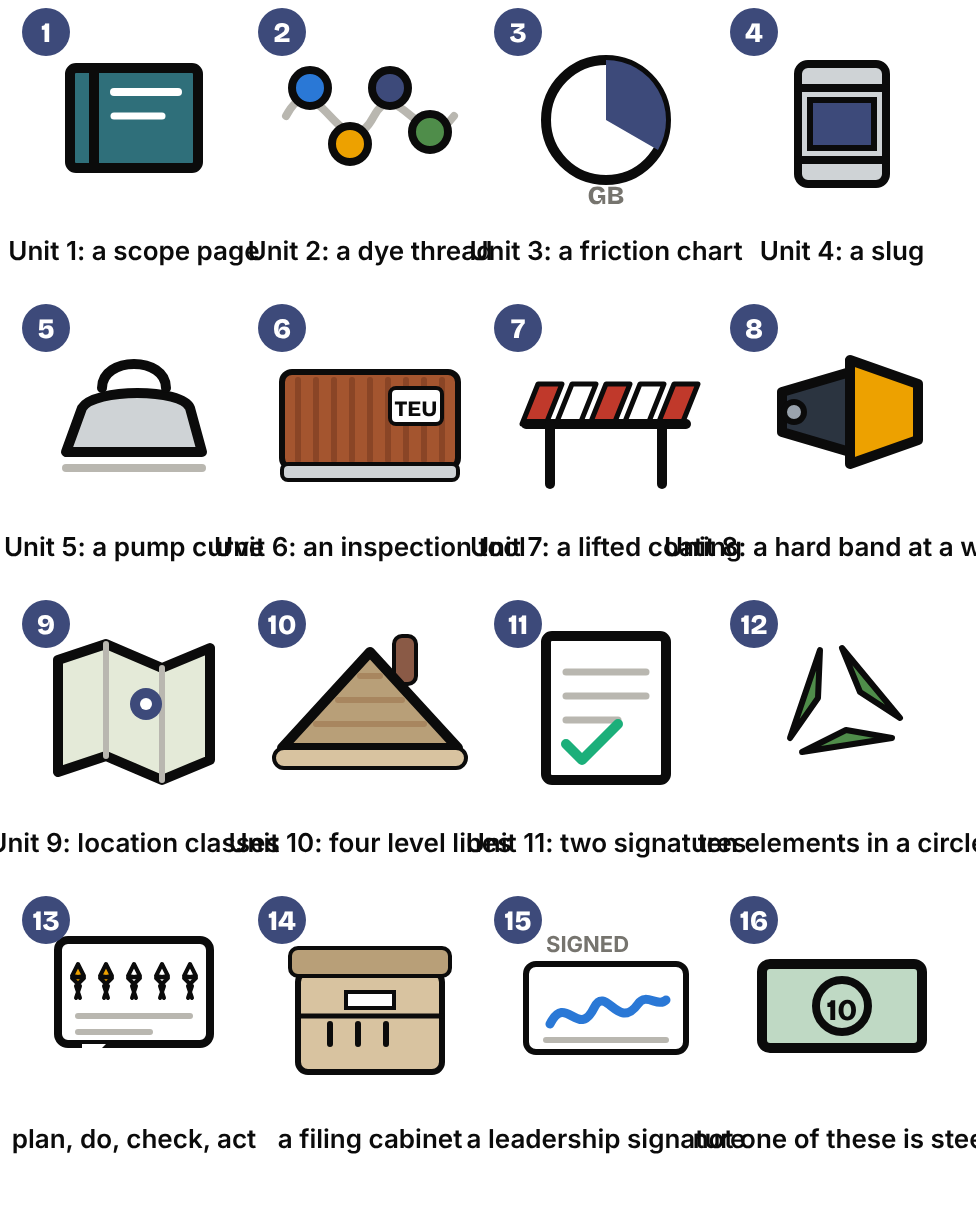 1
2
3
4
GB
Unit 1: a scope page
Unit 2: a dye thread
Unit 3: a friction chart
Unit 4: a slug
5
6
7
8
TEU
Unit 5: a pump curve
Unit 6: an inspection tool
Unit 7: a lifted coating
Unit 8: a hard band at a
9
10
11
12
Unit 9: location classes
Unit 10: four level
Unit 11: two signatures
ten elements in a circle
13
14
15
16
SIGNED
10
plan, do, check, act
a filing cabinet
a leadership signature
not one of these is